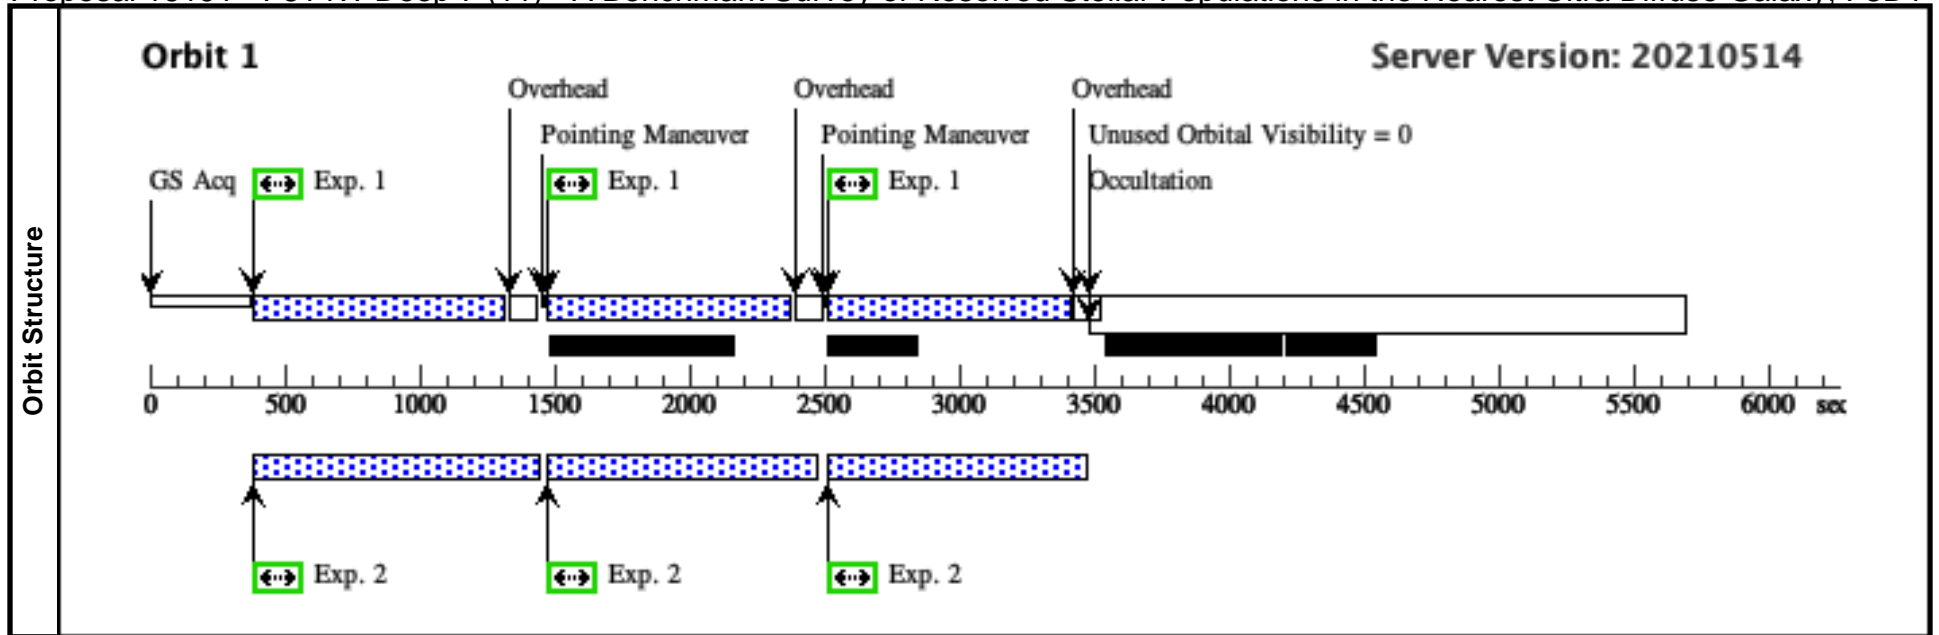 Orbit 1
Server Version: 20210514
Overhead Overhead Overhead
Pointing Maneuver Pointing Maneuver Unused Orbital Visibility = 0
GS Acq Exp. 1 Exp. 1 Exp. 1 Occultation
Orbit Structure
0 500 1000 1500 2000 2500 3000 3500 4000 4500 5000 5500 6000 sec
Exp. 2 Exp. 2 Exp. 2